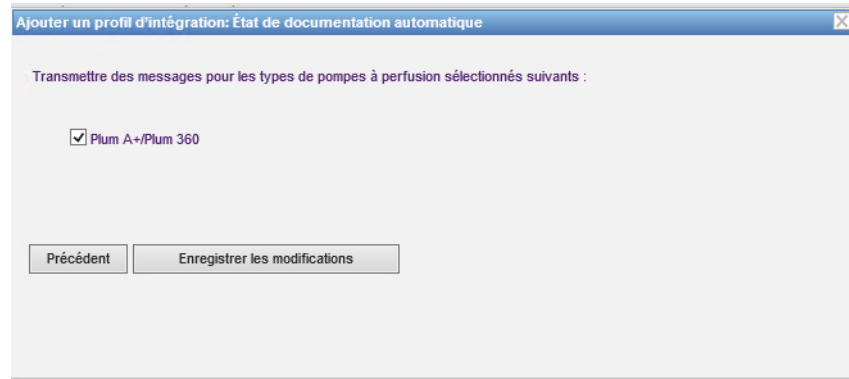 Ajouter un profil d'intégration: État de documentation automatique
Transmettre des messages pour les types de pompes à perfusion sélectionnés suivants :
Plum A+/Plum 360
Précédent
Enregistrer les modifications